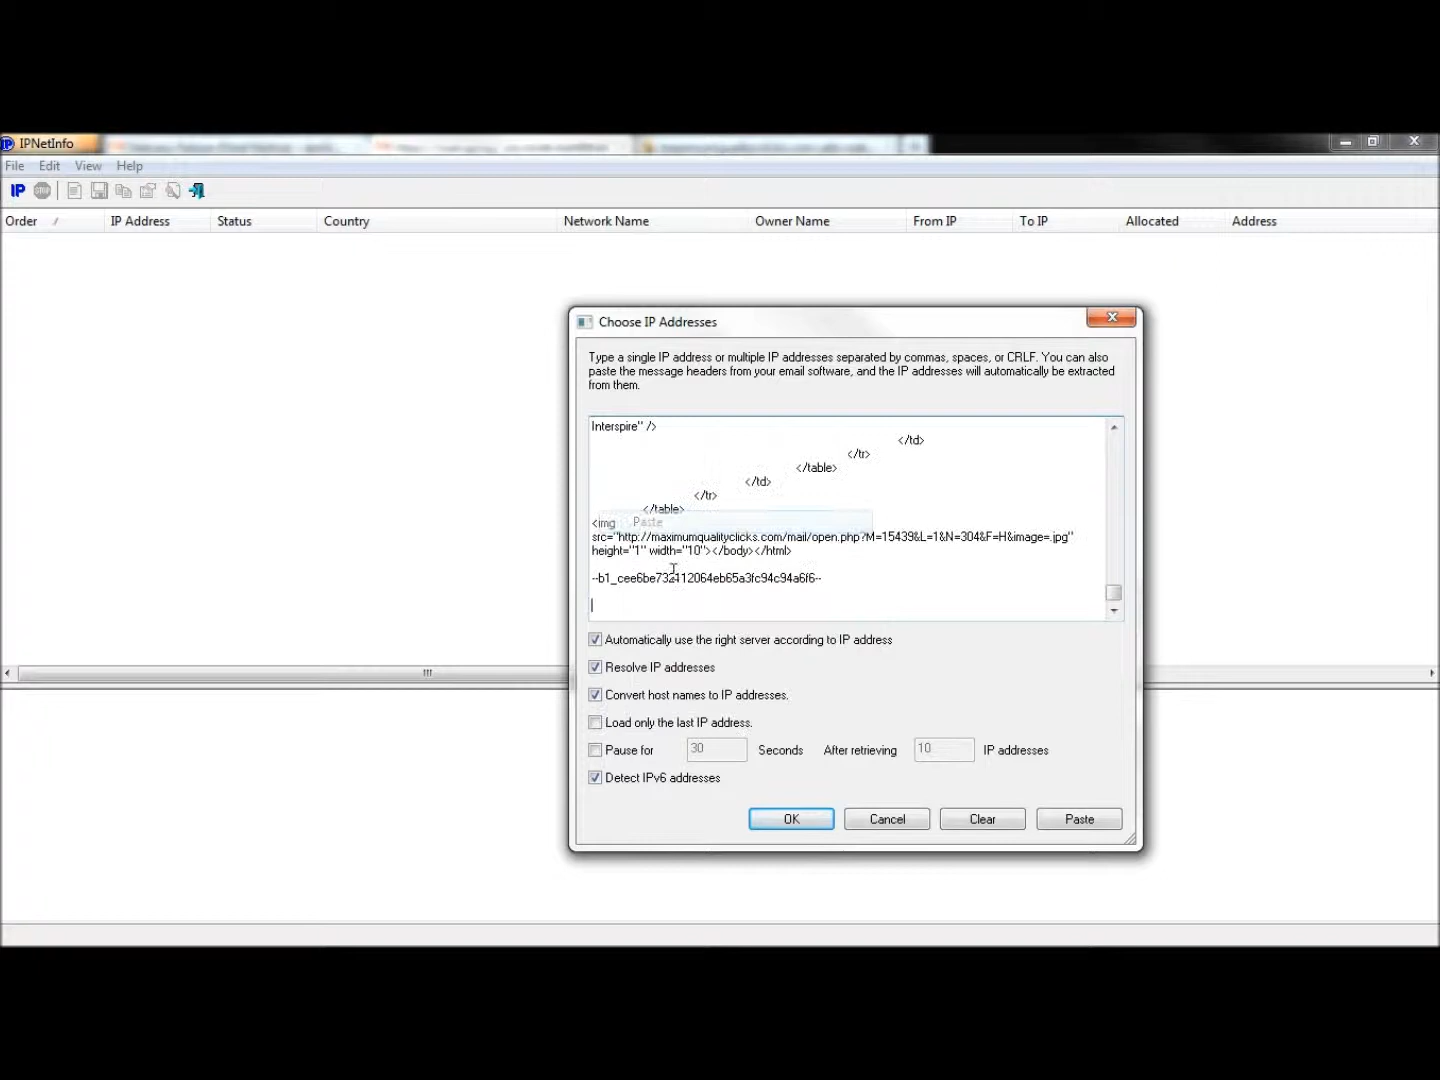 IPNetInfo
File Edit View Help
IP STOP
Order / IP Address Status Country Network Name Owner Name From IP To IP Allocated Address
Choose IP Addresses
Type a single IP address or multiple IP addresses separated by commas, spaces, or CRLF. You can also
paste the message headers from your email software, and the IP addresses will automatically be extracted
from them.
Interspire" />
</td>
</tr>
</table>
</td>
</tr>
</table>
<img
Paste
src="http://maximumqualityclicks.com/mail/open.php?M=15439&L=1&N=304&F=H&image=.jpg"
height="1" width="10"></body></html>
--b1_cee6be732112064eb65a3fc94c94a6f6--
Automatically use the right server according to IP address
Resolve IP addresses
Convert host names to IP addresses.
Load only the last IP address.
Pause for 30 Seconds After retrieving 10 IP addresses
Detect IPv6 addresses
OK Cancel Clear Paste